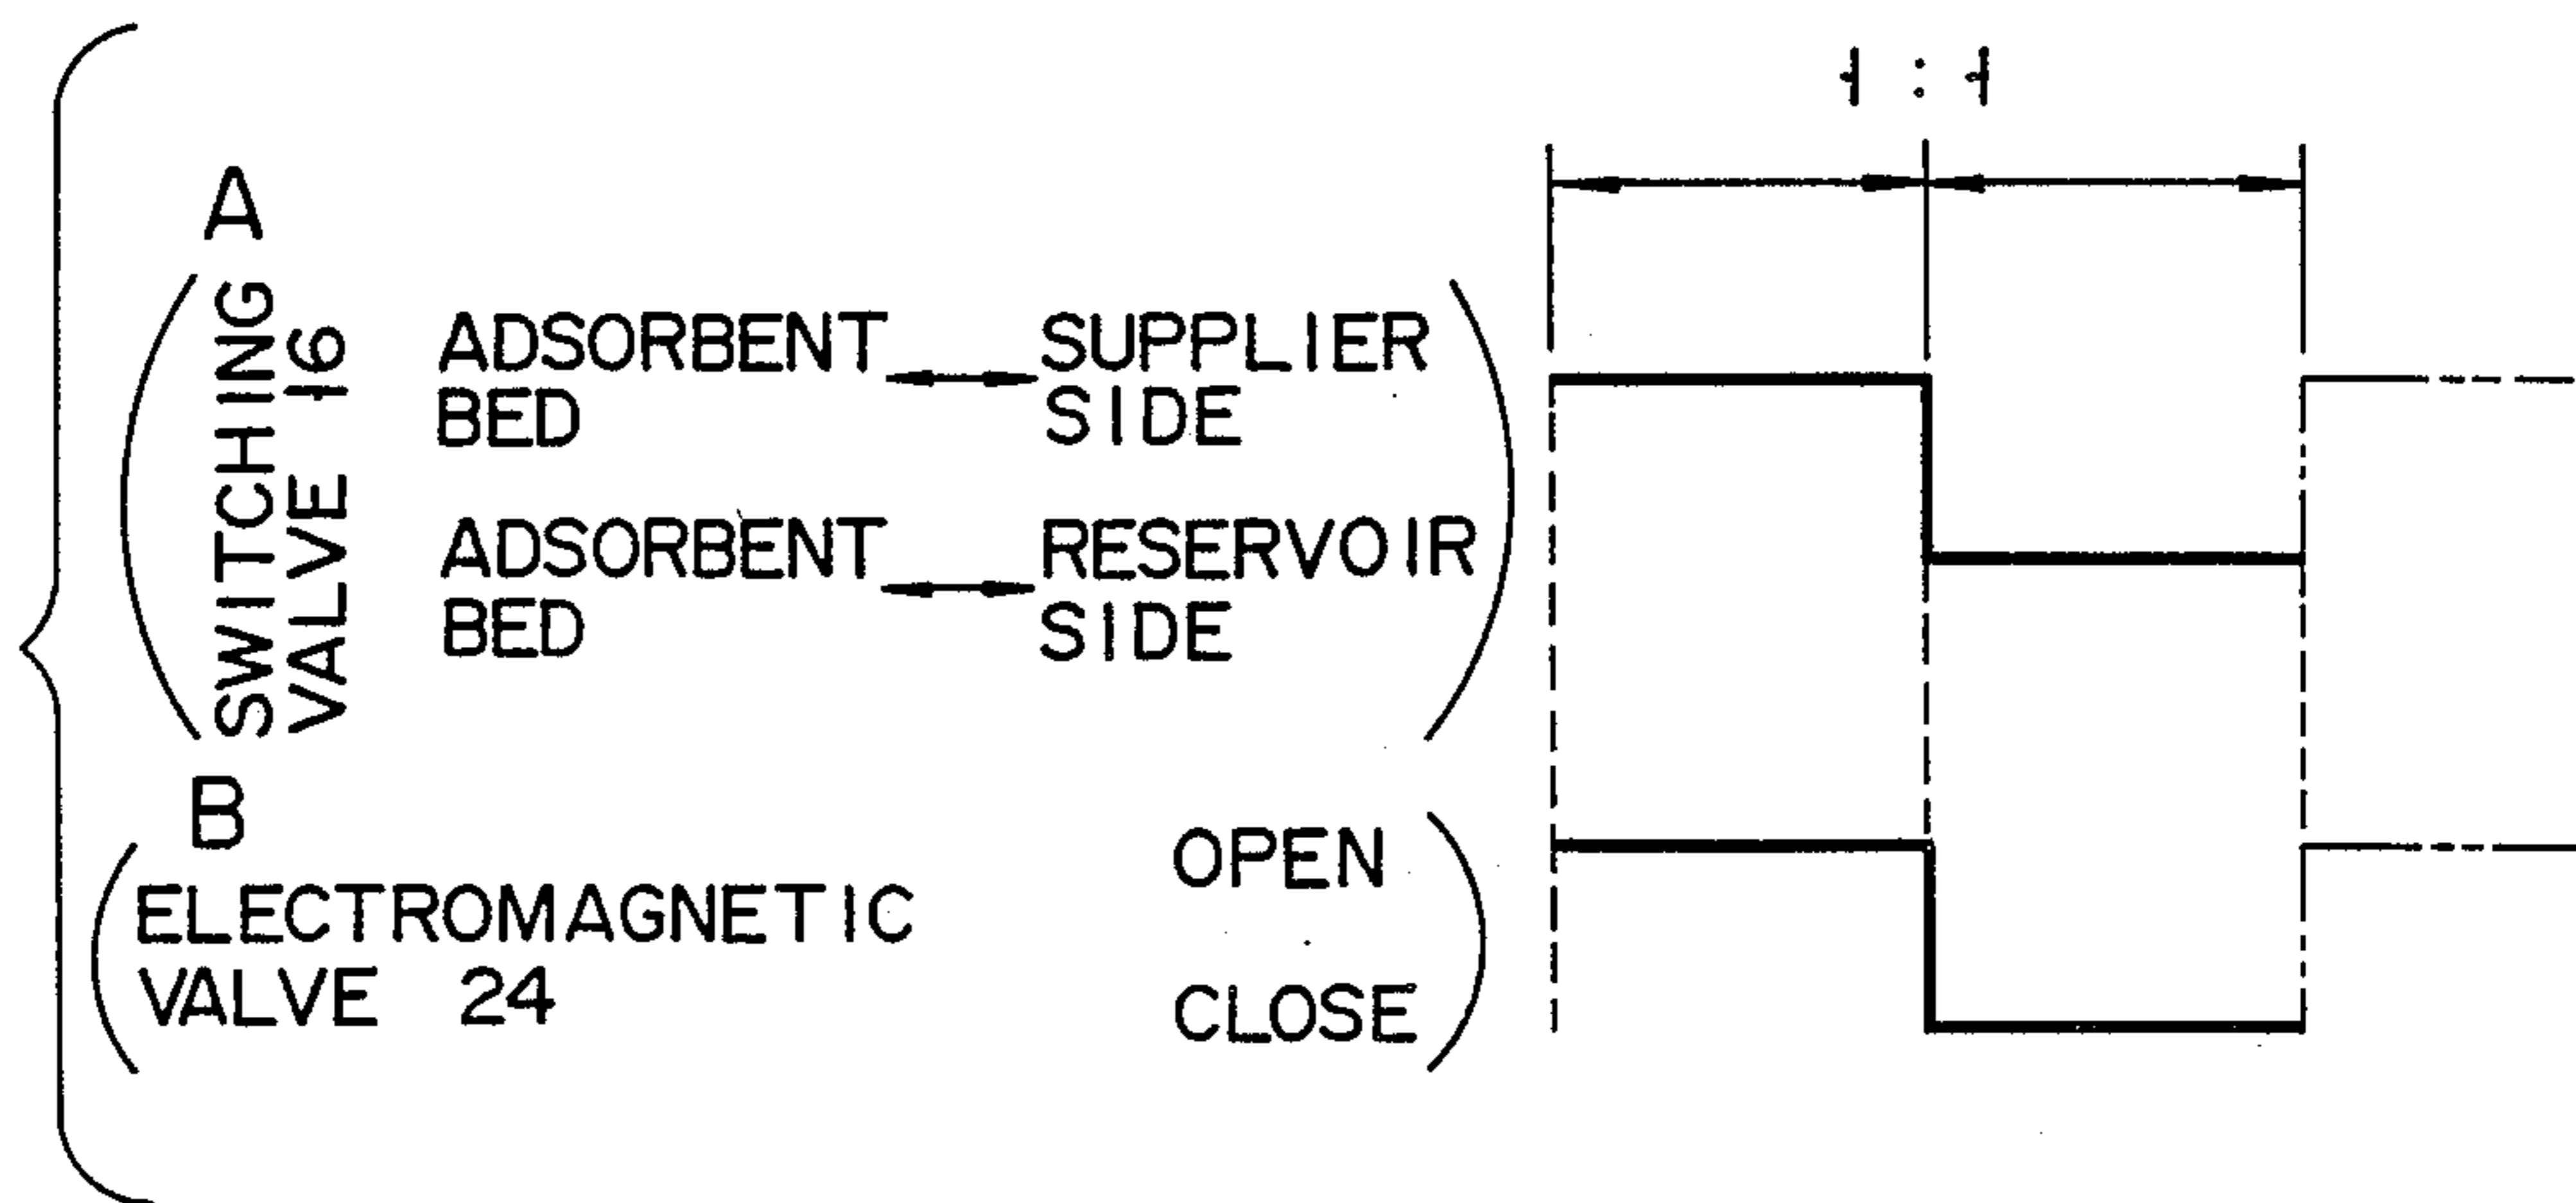 1 : 1
A
SWITCHING
VALVE 16
ADSORBENT
BED
SUPPLIER
SIDE
ADSORBENT
BED
RESERVOIR
SIDE
B
ELECTROMAGNETIC
VALVE 24
OPEN
CLOSE